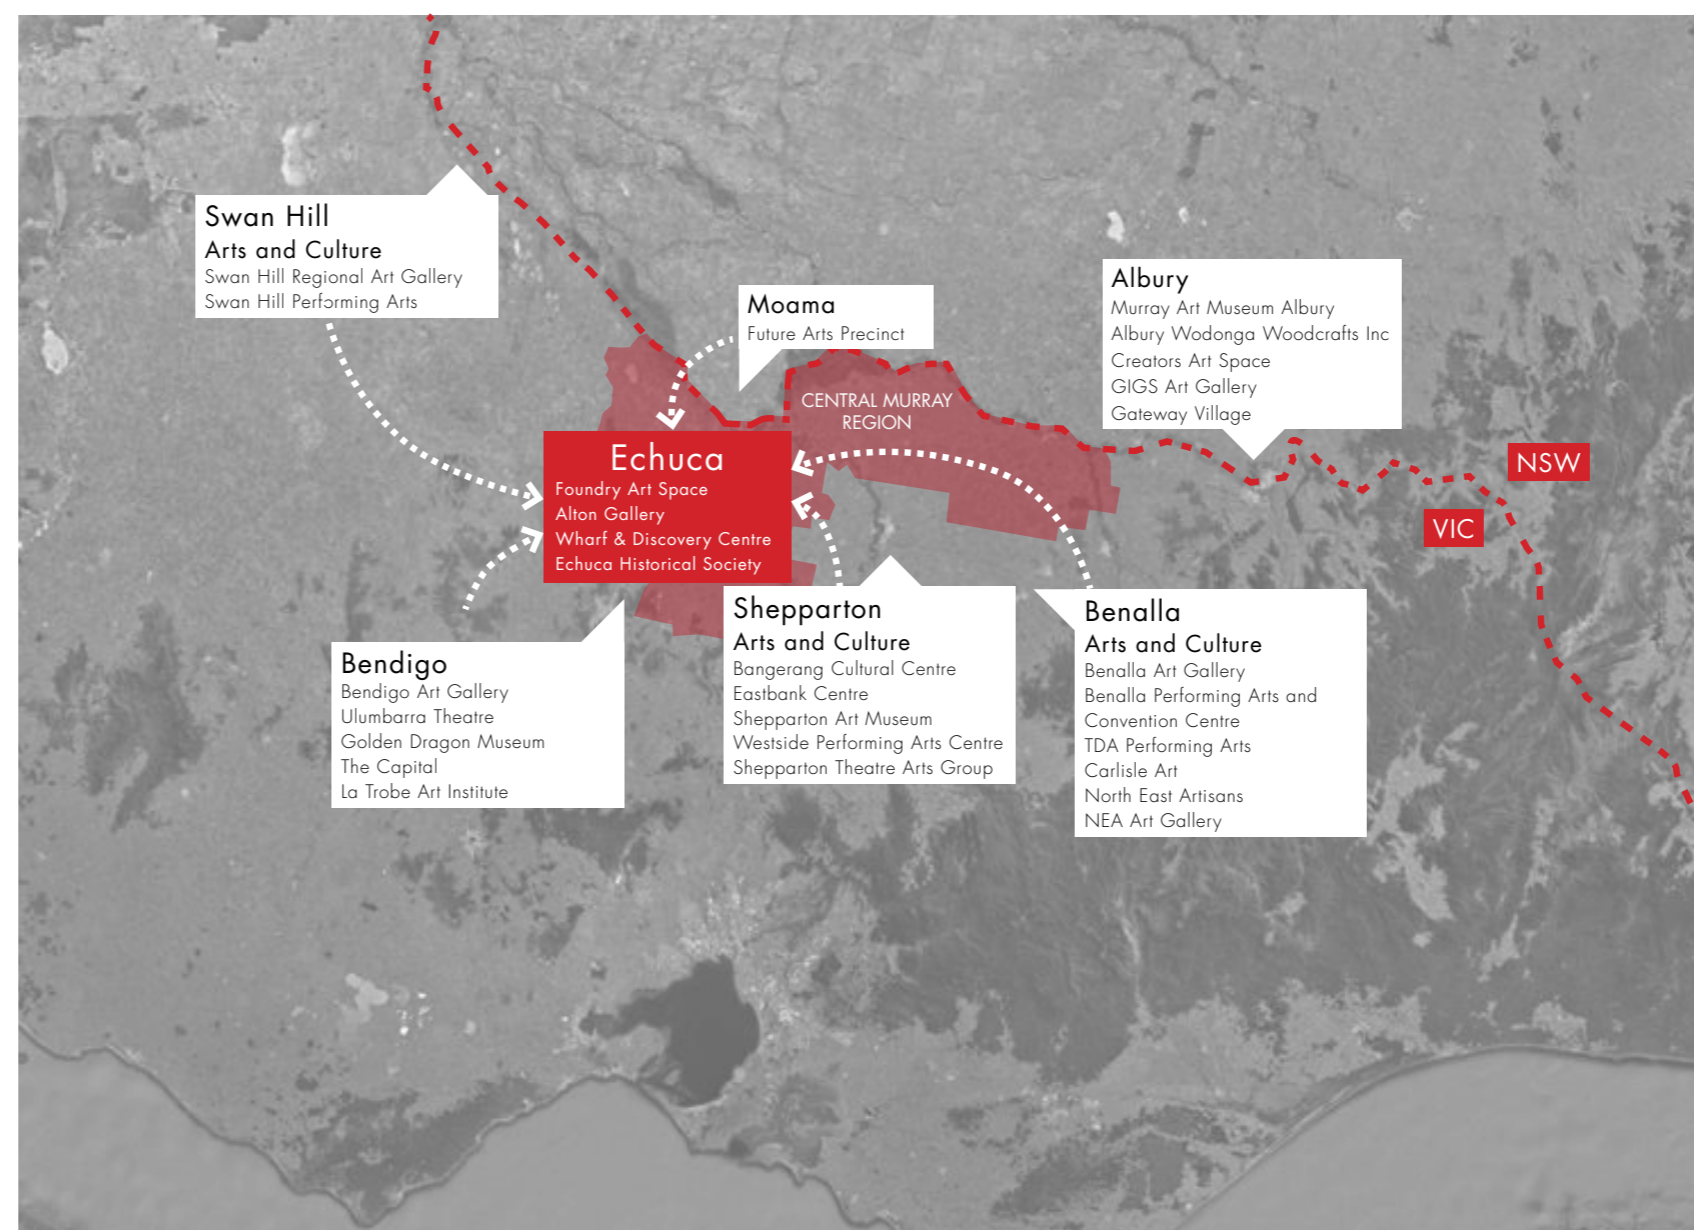 Swan Hill
Arts and Culture
Swan Hill Regional Art Gallery
Swan Hill Performing Arts
Moama
Future Arts Precinct
Albury
Murray Art Museum Albury
Albury Wodonga Woodcrafts Inc
Creators Art Space
GIGS Art Gallery
Gateway Village
CENTRAL MURRAY
REGION
NSW
VIC
Echuca
Foundry Art Space
Alton Gallery
Wharf & Discovery Centre
Echuca Historical Society
Bendigo
Bendigo Art Gallery
Ulumbarra Theatre
Golden Dragon Museum
The Capital
La Trobe Art Institute
Shepparton
Arts and Culture
Bangerang Cultural Centre
Eastbank Centre
Shepparton Art Museum
Westside Performing Arts Centre
Shepparton Theatre Arts Group
Benalla
Arts and Culture
Benalla Art Gallery
Benalla Performing Arts and
Convention Centre
TDA Performing Arts
Carlisle Art
North East Artisans
NEA Art Gallery